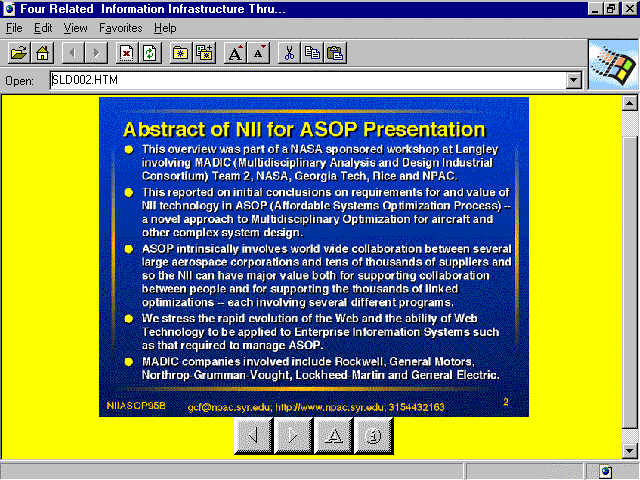 Four Related Information Infrastructure Thru...
File Edit View Favorites Help
Open: SLD002.HTM
Abstract of NII for ASOP Presentation
This overview was part of a NASA sponsored workshop at Langley
involving MADIC (Multidisciplinary Analysis and Design Industrial
Consortium) Team 2, NASA, Georgia Tech, Rice and NPAC.
This reported on initial conclusions on requirements for and value of
NII technology in ASOP (Affordable Systems Optimization Process) --
a novel approach to Multidisciplinary Optimization for aircraft and
other complex system design.
ASOP intrinsically involves world wide collaboration between several
large aerospace corporations and tens of thousands of suppliers and
so the NII can have major value both for supporting collaboration
between people and for supporting the thousands of linked
optimizations -- each involving several different programs.
We stress the rapid evolution of the Web and the ability of Web
Technology to be applied to Enterprise Information Systems such
as that required to manage ASOP.
MADIC companies involved include Rockwell, General Motors,
Northrop-Grumman-Vought, Lockheed-Martin and General Electric.
NIIASOP95B gcf@npac.syr.edu; http://www.npac.syr.edu; 3154432163 2
A